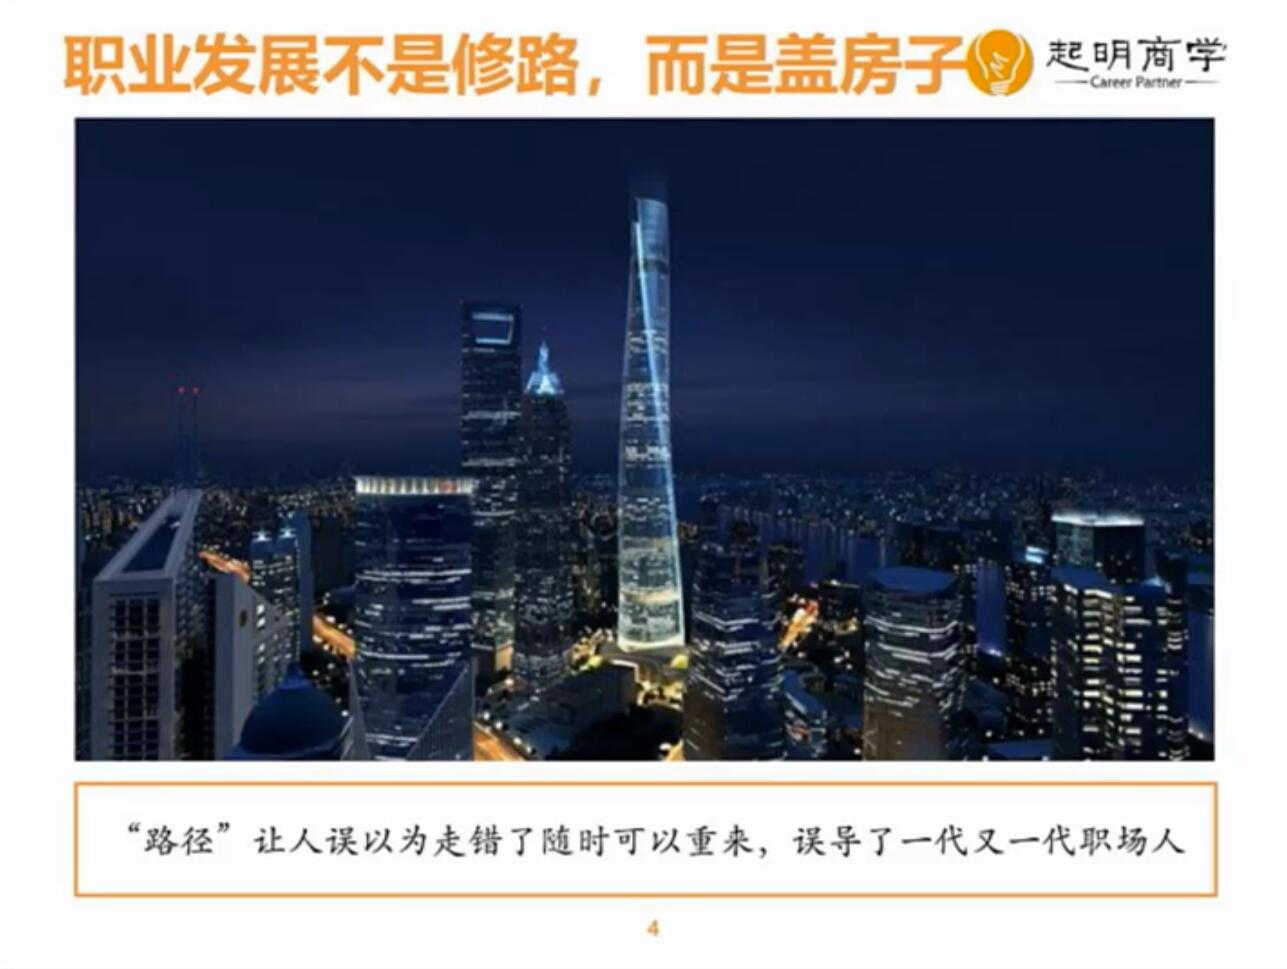 职业发展不是修路，而是盖房子
起明商学
Career Partner
“路径”让人误以为走错了随时可以重来，误导了一代又一代职场人
4